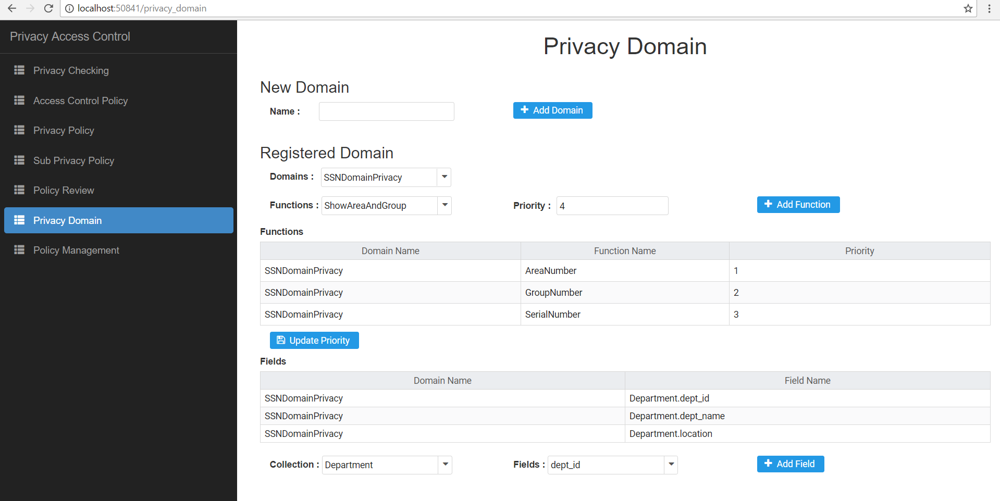 localhost:50841/privacy_domain
Privacy Access Control
Privacy Checking
Access Control Policy
Privacy Policy
Sub Privacy Policy
Policy Review
Privacy Domain
Policy Management
Privacy Domain
New Domain
Name : Add Domain
Registered Domain
Domains : SSNDomainPrivacy
Functions : ShowAreaAndGroup Priority : 4 Add Function
Functions
Domain Name Function Name Priority
SSNDomainPrivacy AreaNumber 1
SSNDomainPrivacy GroupNumber 2
SSNDomainPrivacy SerialNumber 3
Update Priority
Fields
Domain Name Field Name
SSNDomainPrivacy Department.dept_id
SSNDomainPrivacy Department.dept_name
SSNDomainPrivacy Department.location
Collection : Department Fields : dept_id Add Field